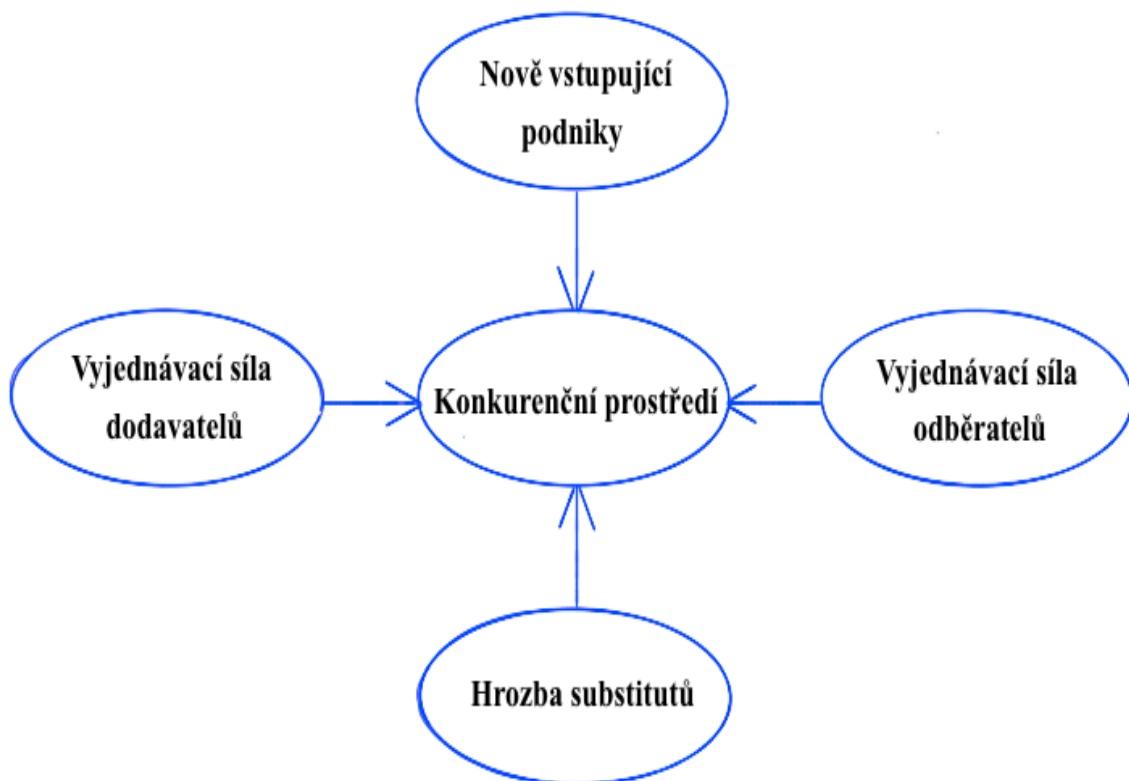 Nově vstupující
podniky
Vyjednávací síla
dodavatelů
Konkurenční prostředí
Vyjednávací síla
odběratelů
Hrozba substitutů